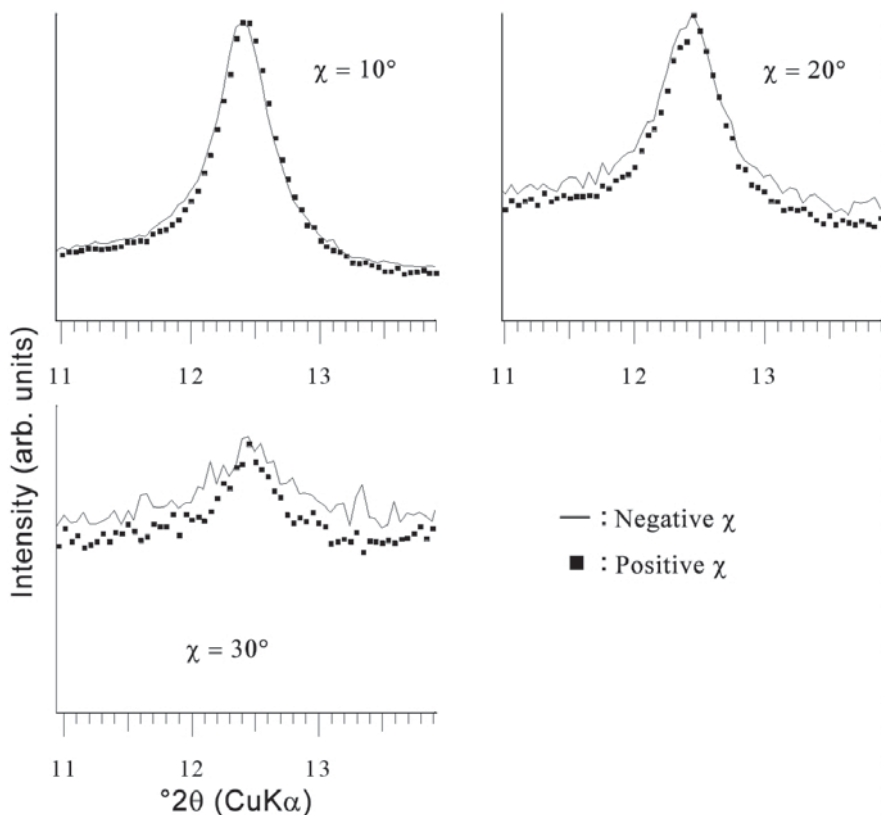 χ = 10°
χ = 20°
11 12 13
11 12 13
Intensity (arb. units)
χ = 30°
— : Negative χ
■ : Positive χ
11 12 13
°2θ (CuKα)